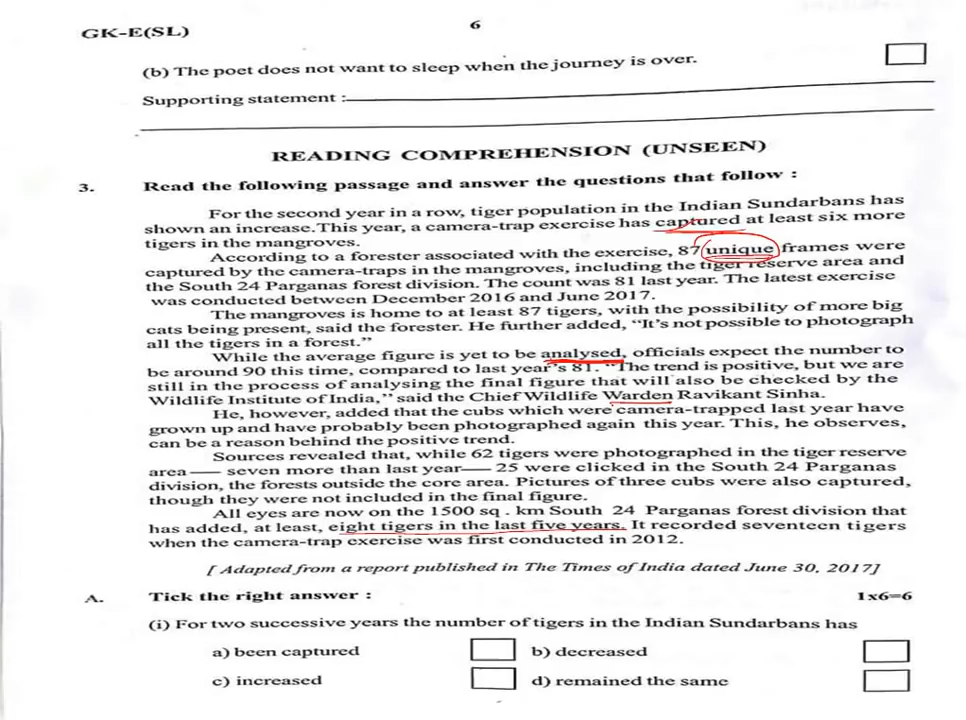 GK-E(SL)
6
(b) The poet does not want to sleep when the journey is over.
Supporting statement :
READING COMPREHENSION (UNSEEN)
3. Read the following passage and answer the questions that follow :
For the second year in a row, tiger population in the Indian Sundarbans has
shown an increase.This year, a camera-trap exercise has captured at least six more
tigers in the mangroves.
According to a forester associated with the exercise, 87 unique frames were
captured by the camera-traps in the mangroves, including the tiger reserve area and
the South 24 Parganas forest division. The count was 81 last year. The latest exercise
was conducted between December 2016 and June 2017.
The mangroves is home to at least 87 tigers, with the possibility of more big
cats being present, said the forester. He further added, “It's not possible to photograph
all the tigers in a forest.”
While the average figure is yet to be analysed, officials expect the number to
be around 90 this time, compared to last year's 81. “The trend is positive, but we are
still in the process of analysing the final figure that will also be checked by the
Wildlife Institute of India,” said the Chief Wildlife Warden Ravikant Sinha.
He, however, added that the cubs which were camera-trapped last year have
grown up and have probably been photographed again this year. This, he observes,
can be a reason behind the positive trend.
Sources revealed that, while 62 tigers were photographed in the tiger reserve
area — seven more than last year— 25 were clicked in the South 24 Parganas
division, the forests outside the core area. Pictures of three cubs were also captured,
though they were not included in the final figure.
All eyes are now on the 1500 sq . km South 24 Parganas forest division that
has added, at least, eight tigers in the last five years. It recorded seventeen tigers
when the camera-trap exercise was first conducted in 2012.
[ Adapted from a report published in The Times of India dated June 30, 2017]
A. Tick the right answer : 1x6=6
(i) For two successive years the number of tigers in the Indian Sundarbans has
a) been captured b) decreased
c) increased d) remained the same